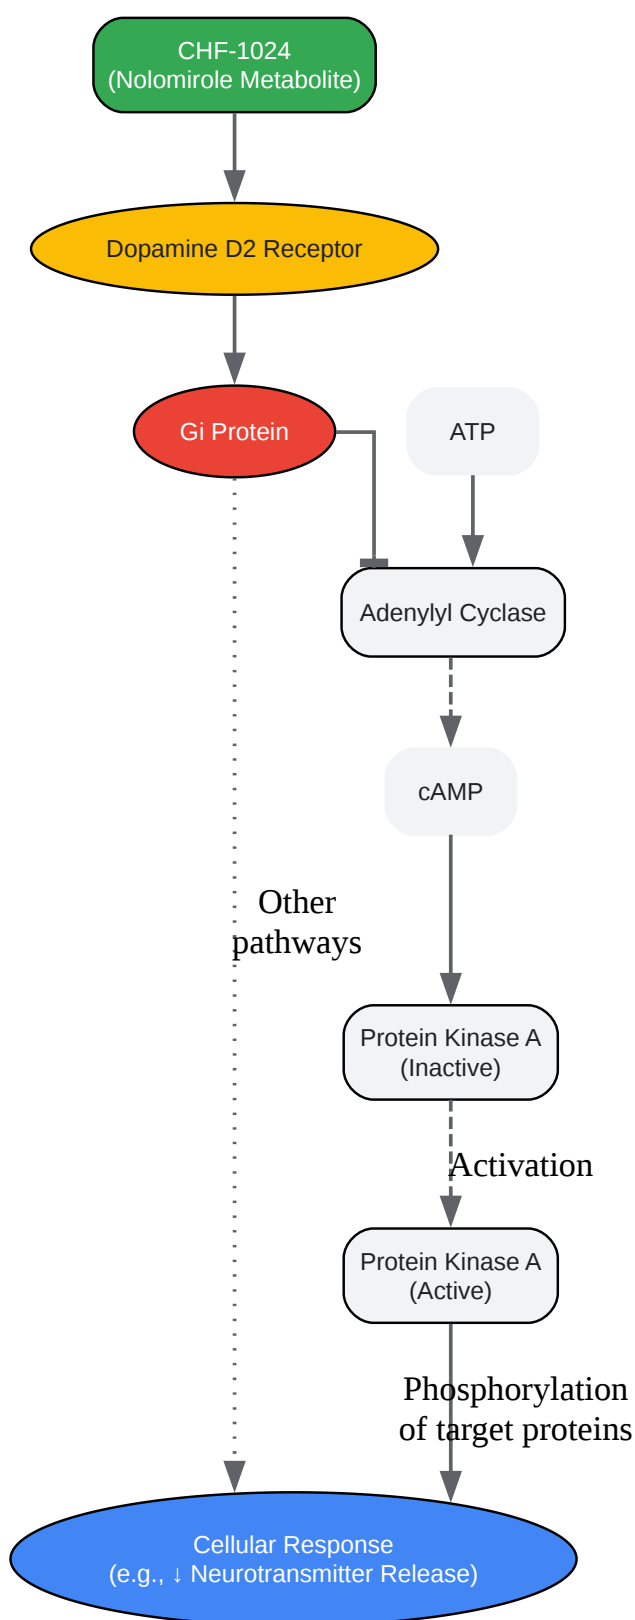 CHF-1024
(Nolomirole Metabolite)
Dopamine D2 Receptor
Gi Protein
ATP
Adenylyl Cyclase
cAMP
Other
pathways
Protein Kinase A
(Inactive)
Activation
Protein Kinase A
(Active)
Phosphorylation
of target proteins
Cellular Response
(e.g., ↓ Neurotransmitter Release)